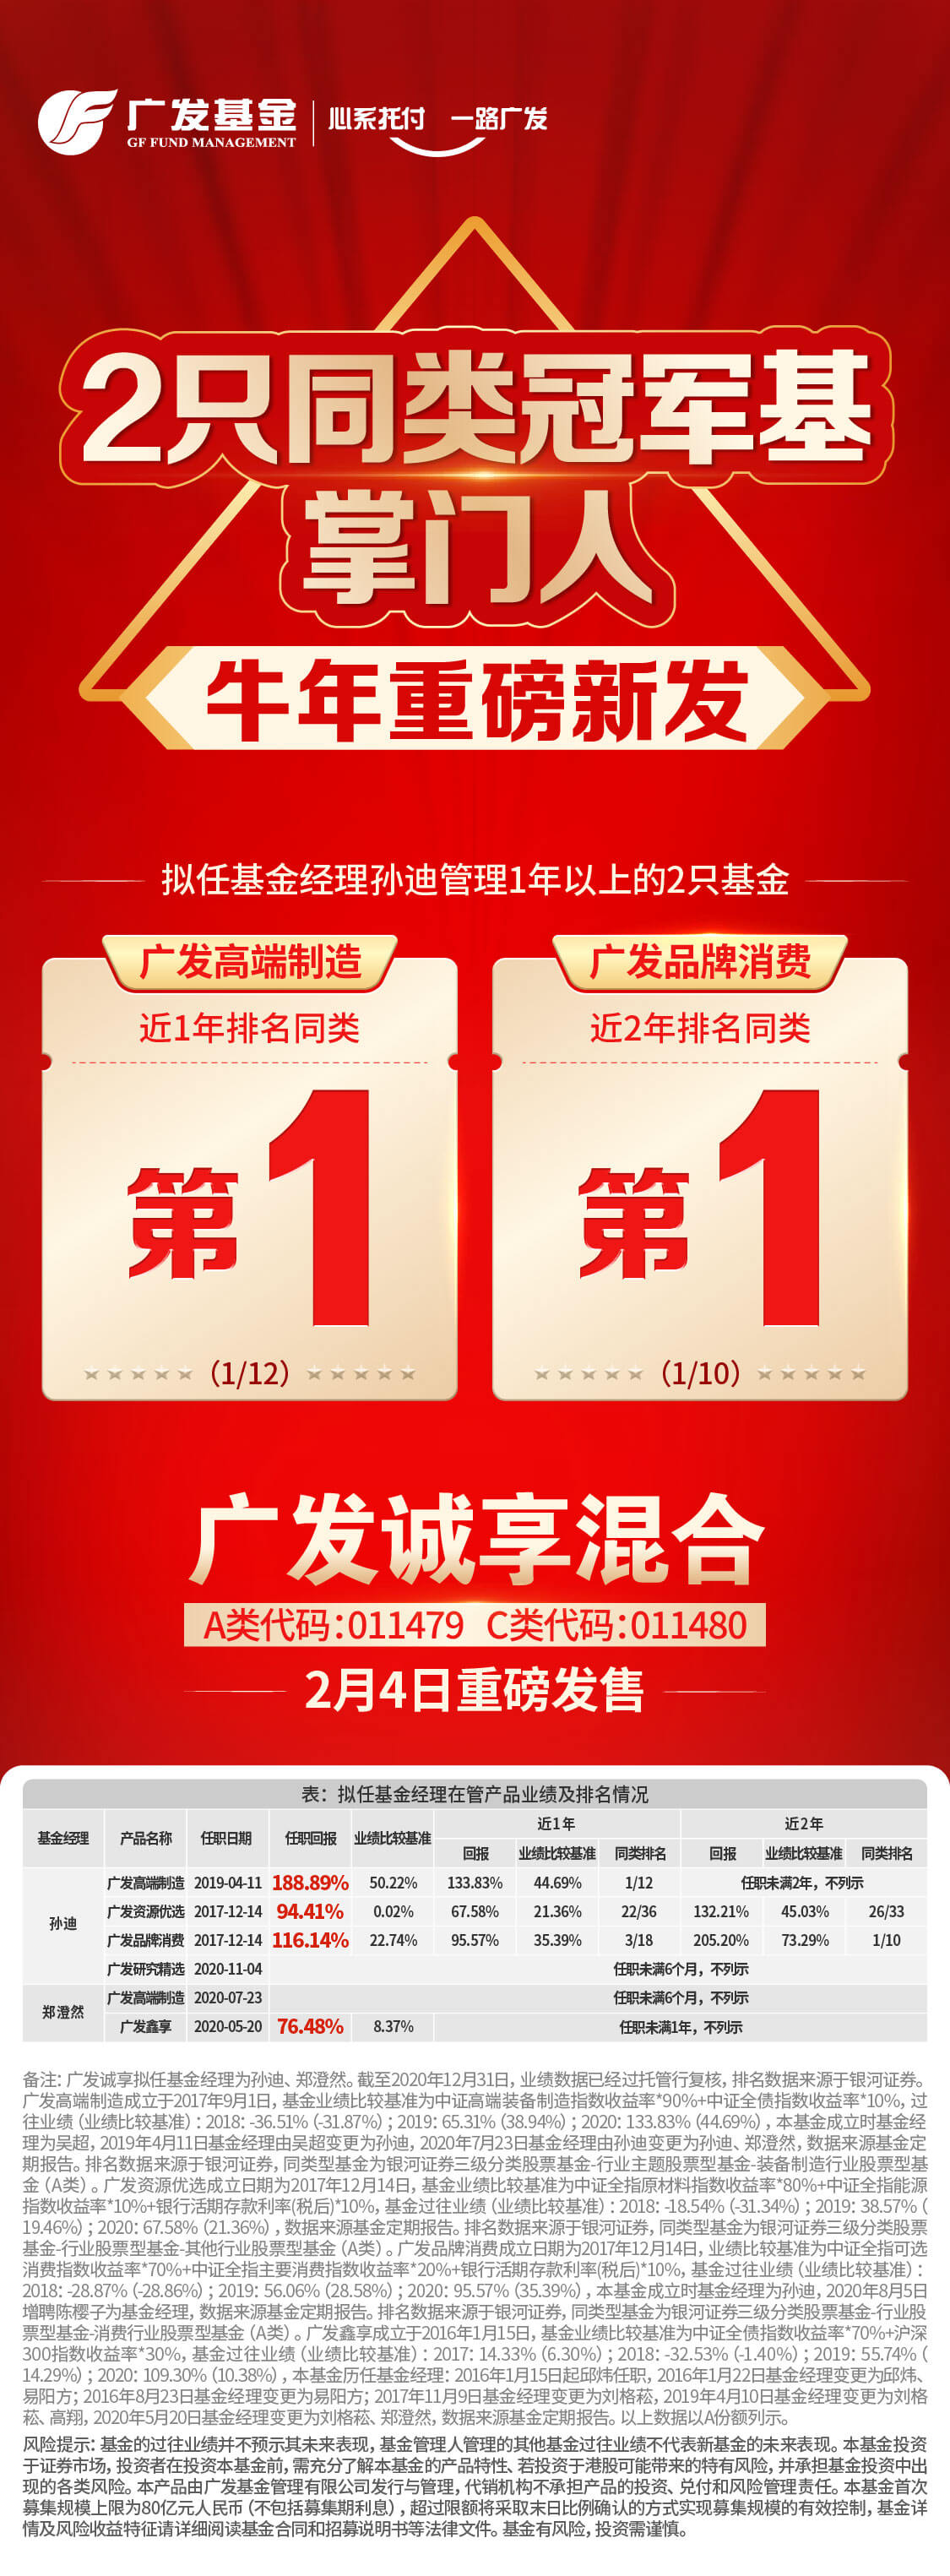 广发基金
GF FUND MANAGEMENT
心系托付 一路广发
2只同类冠军基
掌门人
牛年重磅新发
拟任基金经理孙迪管理1年以上的2只基金
广发高端制造
近1年排名同类
第1
(1/12)
广发品牌消费
近2年排名同类
第1
(1/10)
广发诚享混合
A类代码:011479 C类代码:011480
2月4日重磅发售
表：拟任基金经理在管产品业绩及排名情况
基金经理 产品名称 任职日期 任职回报 业绩比较基准 近1年 近2年
回报 业绩比较基准 同类排名 回报 业绩比较基准 同类排名
孙迪
广发高端制造 2019-04-11 188.89% 50.22% 133.83% 44.69% 1/12 任职未满2年，不列示
广发资源优选 2017-12-14 94.41% 0.02% 67.58% 21.36% 22/36 132.21% 45.03% 26/33
广发品牌消费 2017-12-14 116.14% 22.74% 95.57% 35.39% 3/18 205.20% 73.29% 1/10
广发研究精选 2020-11-04 任职未满6个月，不列示
郑澄然
广发高端制造 2020-07-23 任职未满6个月，不列示
广发鑫享 2020-05-20 76.48% 8.37% 任职未满1年，不列示
备注：广发诚享拟任基金经理为孙迪、郑澄然。截至2020年12月31日，业绩数据已经过托管行复核，排名数据来源于银河证券。
广发高端制造成立于2017年9月1日，基金业绩比较基准为中证高端装备制造指数收益率*90%+中证全债指数收益率*10%，过
往业绩（业绩比较基准）：2018：-36.51%（-31.87%）；2019：65.31%（38.94%）；2020：133.83%（44.69%），本基金成立时基金经
理为吴超，2019年4月11日基金经理由吴超变更为孙迪，2020年7月23日基金经理由孙迪变更为孙迪、郑澄然，数据来源基金定
期报告。排名数据来源于银河证券，同类型基金为银河证券三级分类股票基金-行业主题股票型基金-装备制造行业股票型基
金（A类）。广发资源优选成立日期为2017年12月14日，基金业绩比较基准为中证全指原材料指数收益率*80%+中证全指能源
指数收益率*10%+银行活期存款利率(税后)*10%，基金过往业绩（业绩比较基准）：2018：-18.54%（-31.34%）；2019：38.57%（
19.46%）；2020：67.58%（21.36%），数据来源基金定期报告。排名数据来源于银河证券，同类型基金为银河证券三级分类股票
基金-行业股票型基金-其他行业股票型基金（A类）。广发品牌消费成立日期为2017年12月14日，业绩比较基准为中证全指可选
消费指数收益率*70%+中证全指主要消费指数收益率*20%+银行活期存款利率(税后)*10%，基金过往业绩（业绩比较基准）：
2018：-28.87%（-28.86%）；2019：56.06%（28.58%）；2020：95.57%（35.39%），本基金成立时基金经理为孙迪，2020年8月5日
增聘陈樱子为基金经理，数据来源基金定期报告。排名数据来源于银河证券，同类型基金为银河证券三级分类股票基金-行业股
票型基金-消费行业股票型基金（A类）。广发鑫享成立于2016年1月15日，基金业绩比较基准为中证全债指数收益率*70%+沪深
300指数收益率*30%，基金过往业绩（业绩比较基准）：2017：14.33%（6.30%）；2018：-32.53%（-1.40%）；2019：55.74%（
14.29%）；2020：109.30%（10.38%），本基金历任基金经理：2016年1月15日起邱炜任职，2016年1月22日基金经理变更为邱炜、
易阳方；2016年8月23日基金经理变更为易阳方；2017年11月9日基金经理变更为刘格菘，2019年4月10日基金经理变更为刘格
菘、高翔，2020年5月20日基金经理变更为刘格菘、郑澄然，数据来源基金定期报告。以上数据以A份额列示。
风险提示：基金的过往业绩并不预示其未来表现，基金管理人管理的其他基金过往业绩不代表新基金的未来表现。本基金投资
于证券市场，投资者在投资本基金前，需充分了解本基金的产品特性、若投资于港股可能带来的特有风险，并承担基金投资中出
现的各类风险。本产品由广发基金管理有限公司发行与管理，代销机构不承担产品的投资、兑付和风险管理责任。本基金首次
募集规模上限为80亿元人民币（不包括募集期利息），超过限额将采取末日比例确认的方式实现募集规模的有效控制，基金详
情及风险收益特征请详细阅读基金合同和招募说明书等法律文件。基金有风险，投资需谨慎。